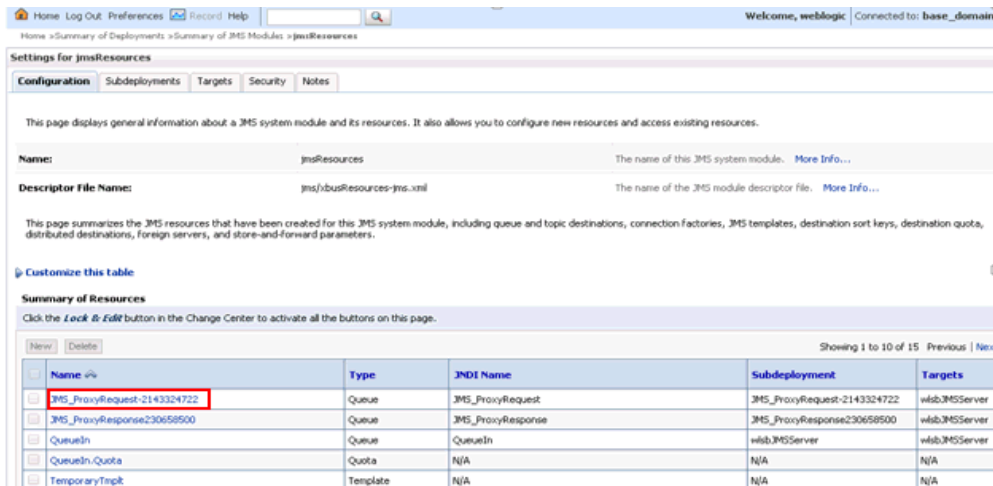 Home Log Out Preferences Record Help Welcome, weblogic Connected to: base_domain
Home >Summary of Deployments >Summary of JMS Modules >jmsResources
Settings for jmsResources
Configuration Subdeployments Targets Security Notes
This page displays general information about a JMS system module and its resources. It also allows you to configure new resources and access existing resources.
Name: jmsResources The name of this JMS system module. More Info...
Descriptor File Name: jms/xbusResources-jms.xml The name of the JMS module descriptor file. More Info...
This page summarizes the JMS resources that have been created for this JMS system module, including queue and topic destinations, connection factories, JMS templates, destination sort keys, destination quota,
distributed destinations, foreign servers, and store-and-forward parameters.
Customize this table
Summary of Resources
Click the Lock & Edit button in the Change Center to activate all the buttons on this page.
New Delete Showing 1 to 10 of 15 Previous | Nex
Name Type JNDI Name Subdeployment Targets
JMS_ProxyRequest-2143324722 Queue JMS_ProxyRequest JMS_ProxyRequest-2143324722 wlsbJMSServer
JMS_ProxyResponse230658500 Queue JMS_ProxyResponse JMS_ProxyResponse230658500 wlsbJMSServer
QueueIn Queue QueueIn wlsbJMSServer wlsbJMSServer
QueueIn.Quota Quota N/A N/A N/A
TemporaryTmplt Template N/A N/A N/A